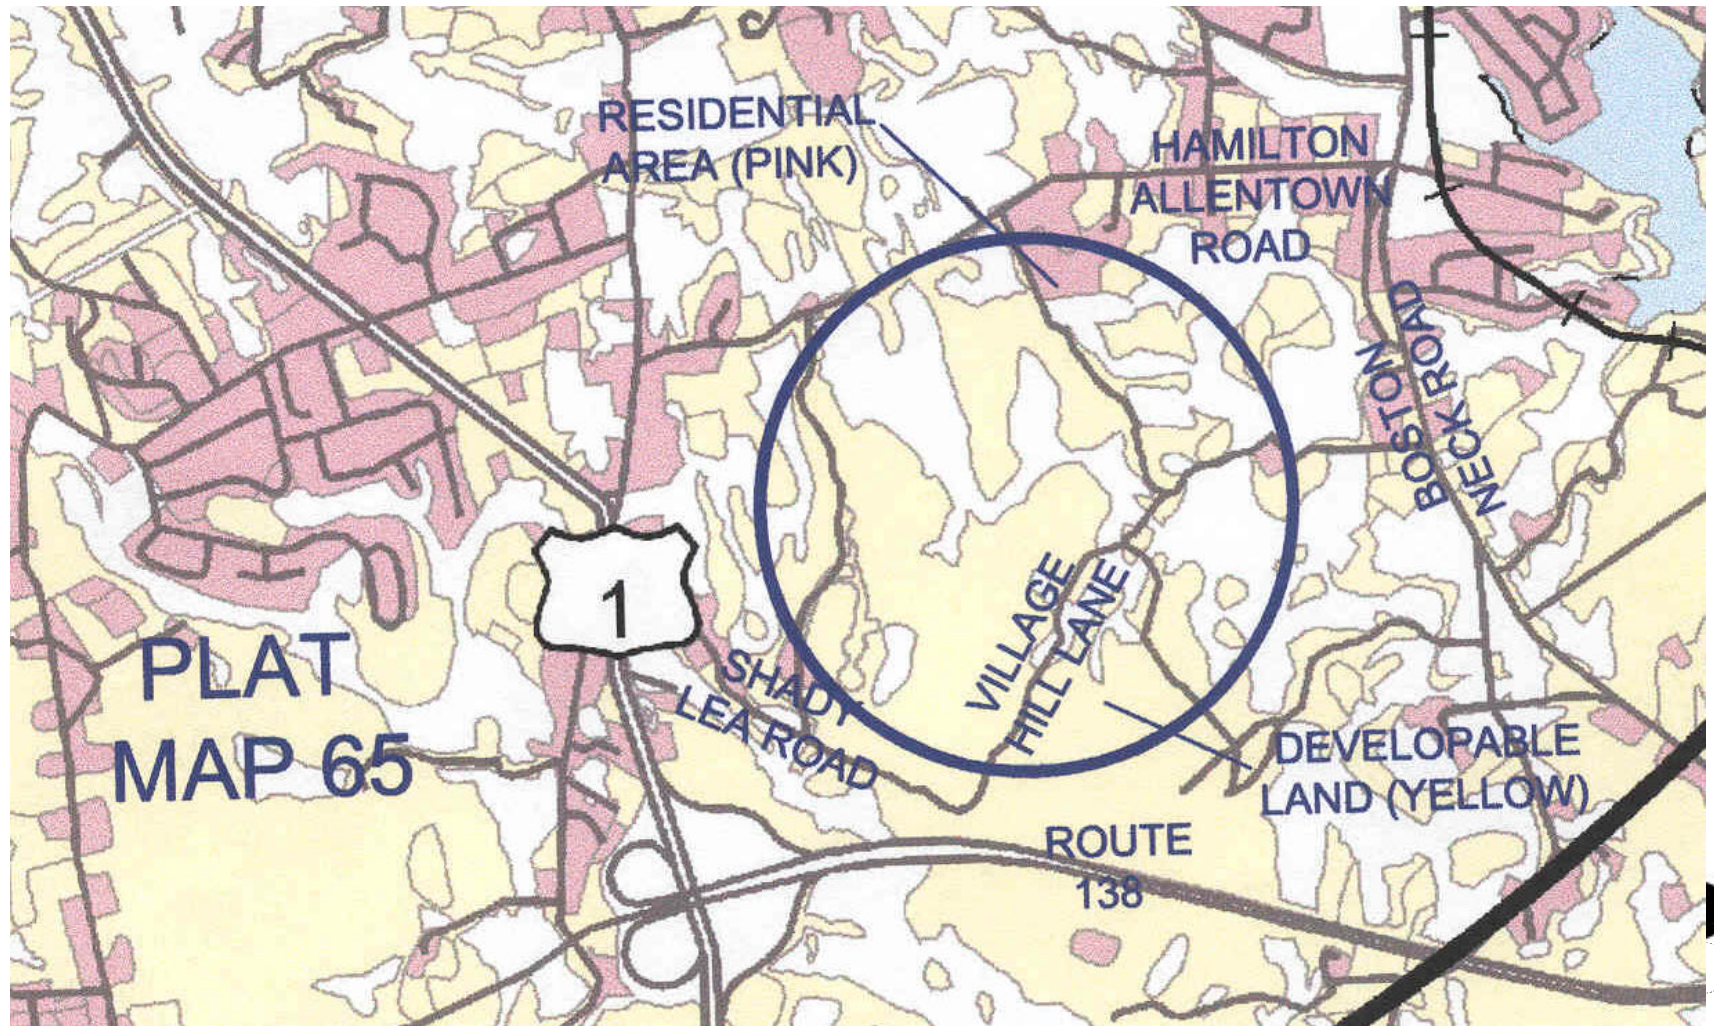 RESIDENTIAL
AREA (PINK)
HAMILTON
ALLENTOWN
ROAD
BOSTON
NECK ROAD
1
VILLAGE
HILL LANE
PLAT
MAP 65
SHADY
LEA ROAD
DEVELOPABLE
LAND (YELLOW)
ROUTE
138